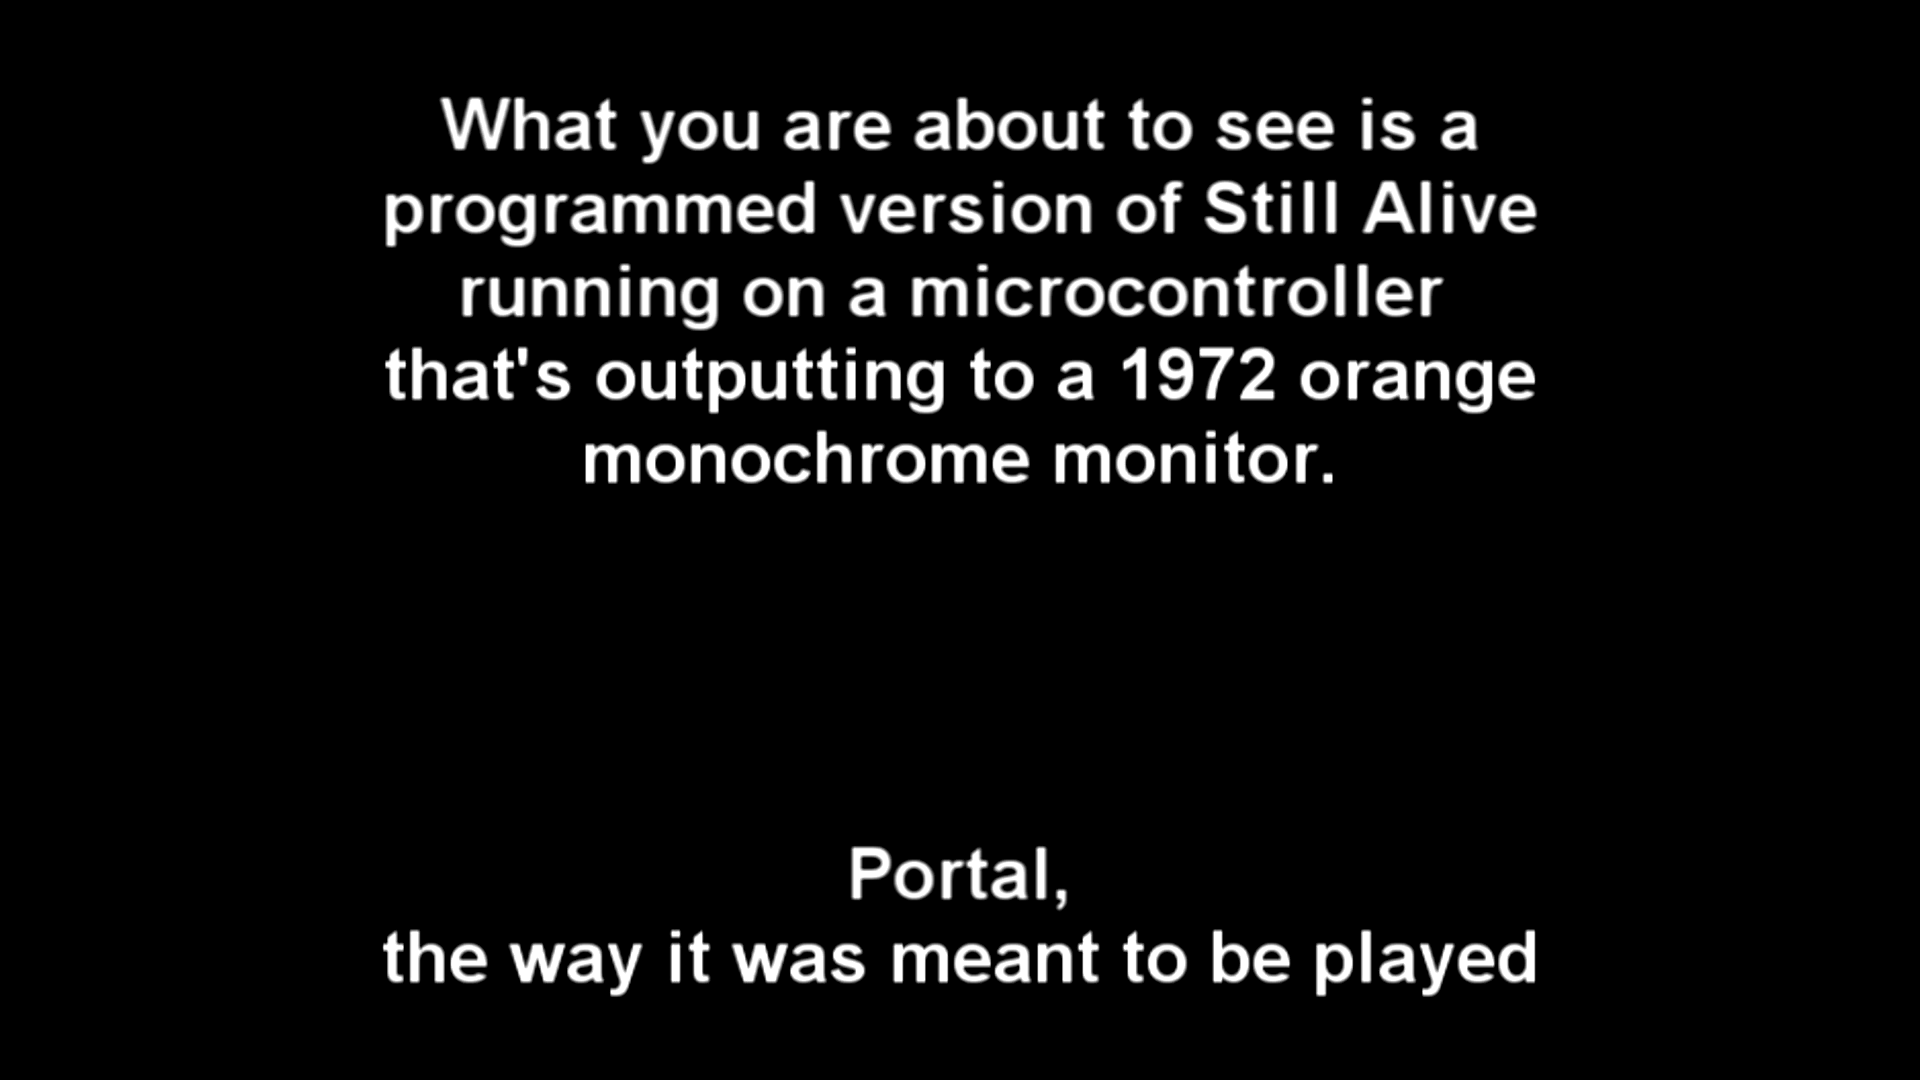 What you are about to see is a
programmed version of Still Alive
running on a microcontroller
that's outputting to a 1972 orange
monochrome monitor.
Portal,
the way it was meant to be played